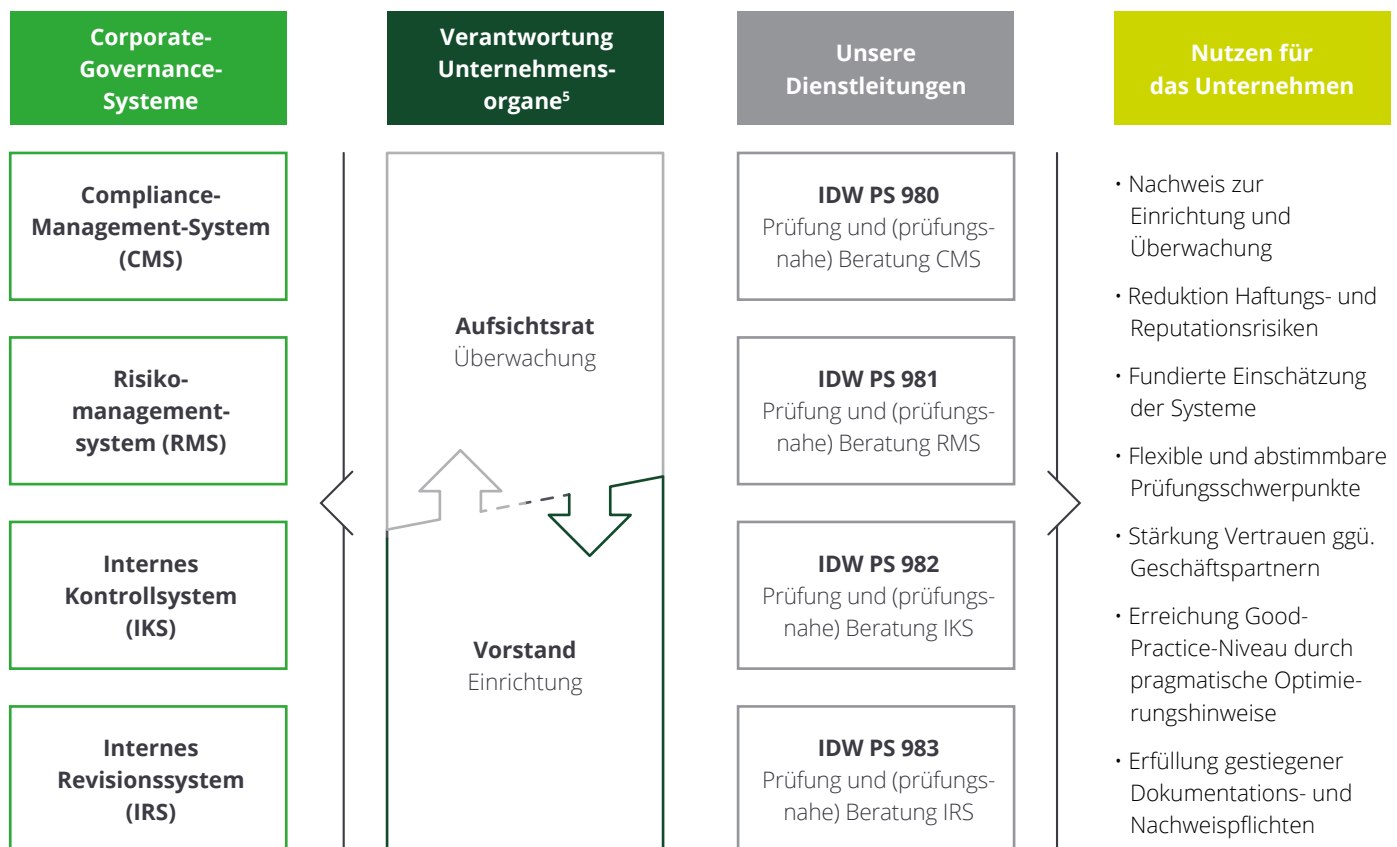 Corporate-
Governance-
Systeme
Verantwortung
Unternehmens-
organe⁵
Unsere
Dienstleitungen
Nutzen für
das Unternehmen
Compliance-
Management-System
(CMS)
Risiko-
management-
system (RMS)
Internes
Kontrollsystem
(IKS)
Internes
Revisionssystem
(IRS)
Aufsichtsrat
Überwachung
Vorstand
Einrichtung
IDW PS 980
Prüfung und (prüfungs-
nahe) Beratung CMS
IDW PS 981
Prüfung und (prüfungs-
nahe) Beratung RMS
IDW PS 982
Prüfung und (prüfungs-
nahe) Beratung IKS
IDW PS 983
Prüfung und (prüfungs-
nahe) Beratung IRS
· Nachweis zur
Einrichtung und
Überwachung
· Reduktion Haftungs- und
Reputationsrisiken
· Fundierte Einschätzung
der Systeme
· Flexible und abstimmbare
Prüfungsschwerpunkte
· Stärkung Vertrauen ggü.
Geschäftspartnern
· Erreichung Good-
Practice-Niveau durch
pragmatische Optimie-
rungshinweise
· Erfüllung gestiegener
Dokumentations- und
Nachweispflichten